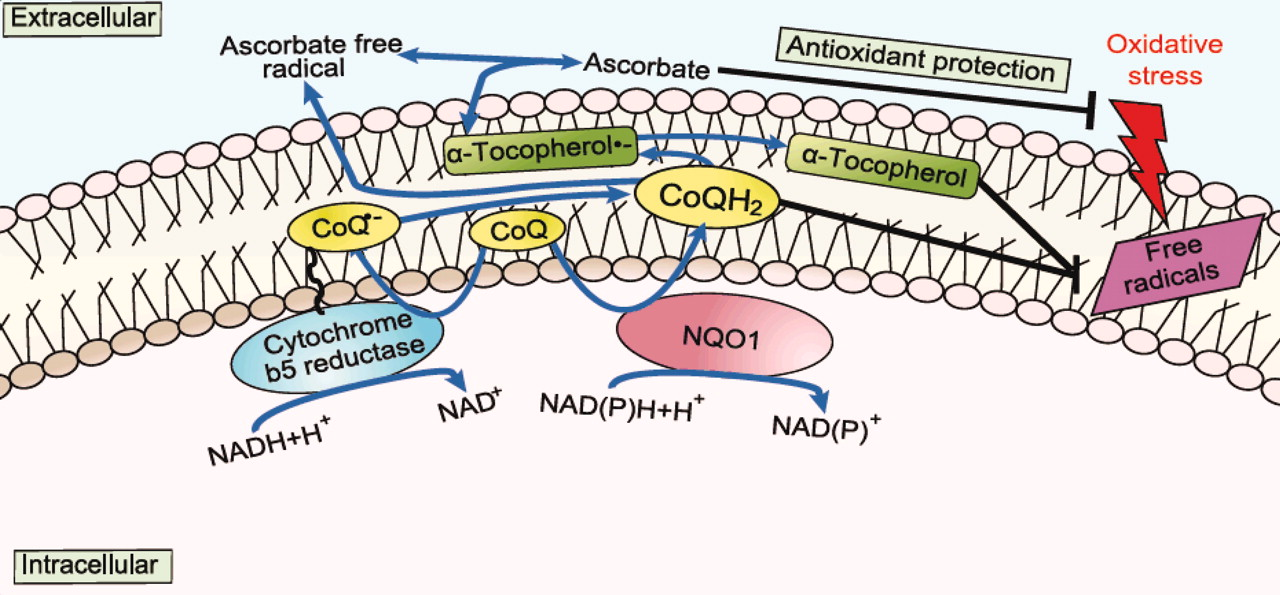 Extracellular
Ascorbate free
radical
Ascorbate
Antioxidant protection
Oxidative
stress
α-Tocopherol•-
α-Tocopherol
CoQ•-
CoQ
CoQH2
Free
radicals
Cytochrome
b5 reductase
NQO1
NADH+H+
NAD+
NAD(P)H+H+
NAD(P)+
Intracellular